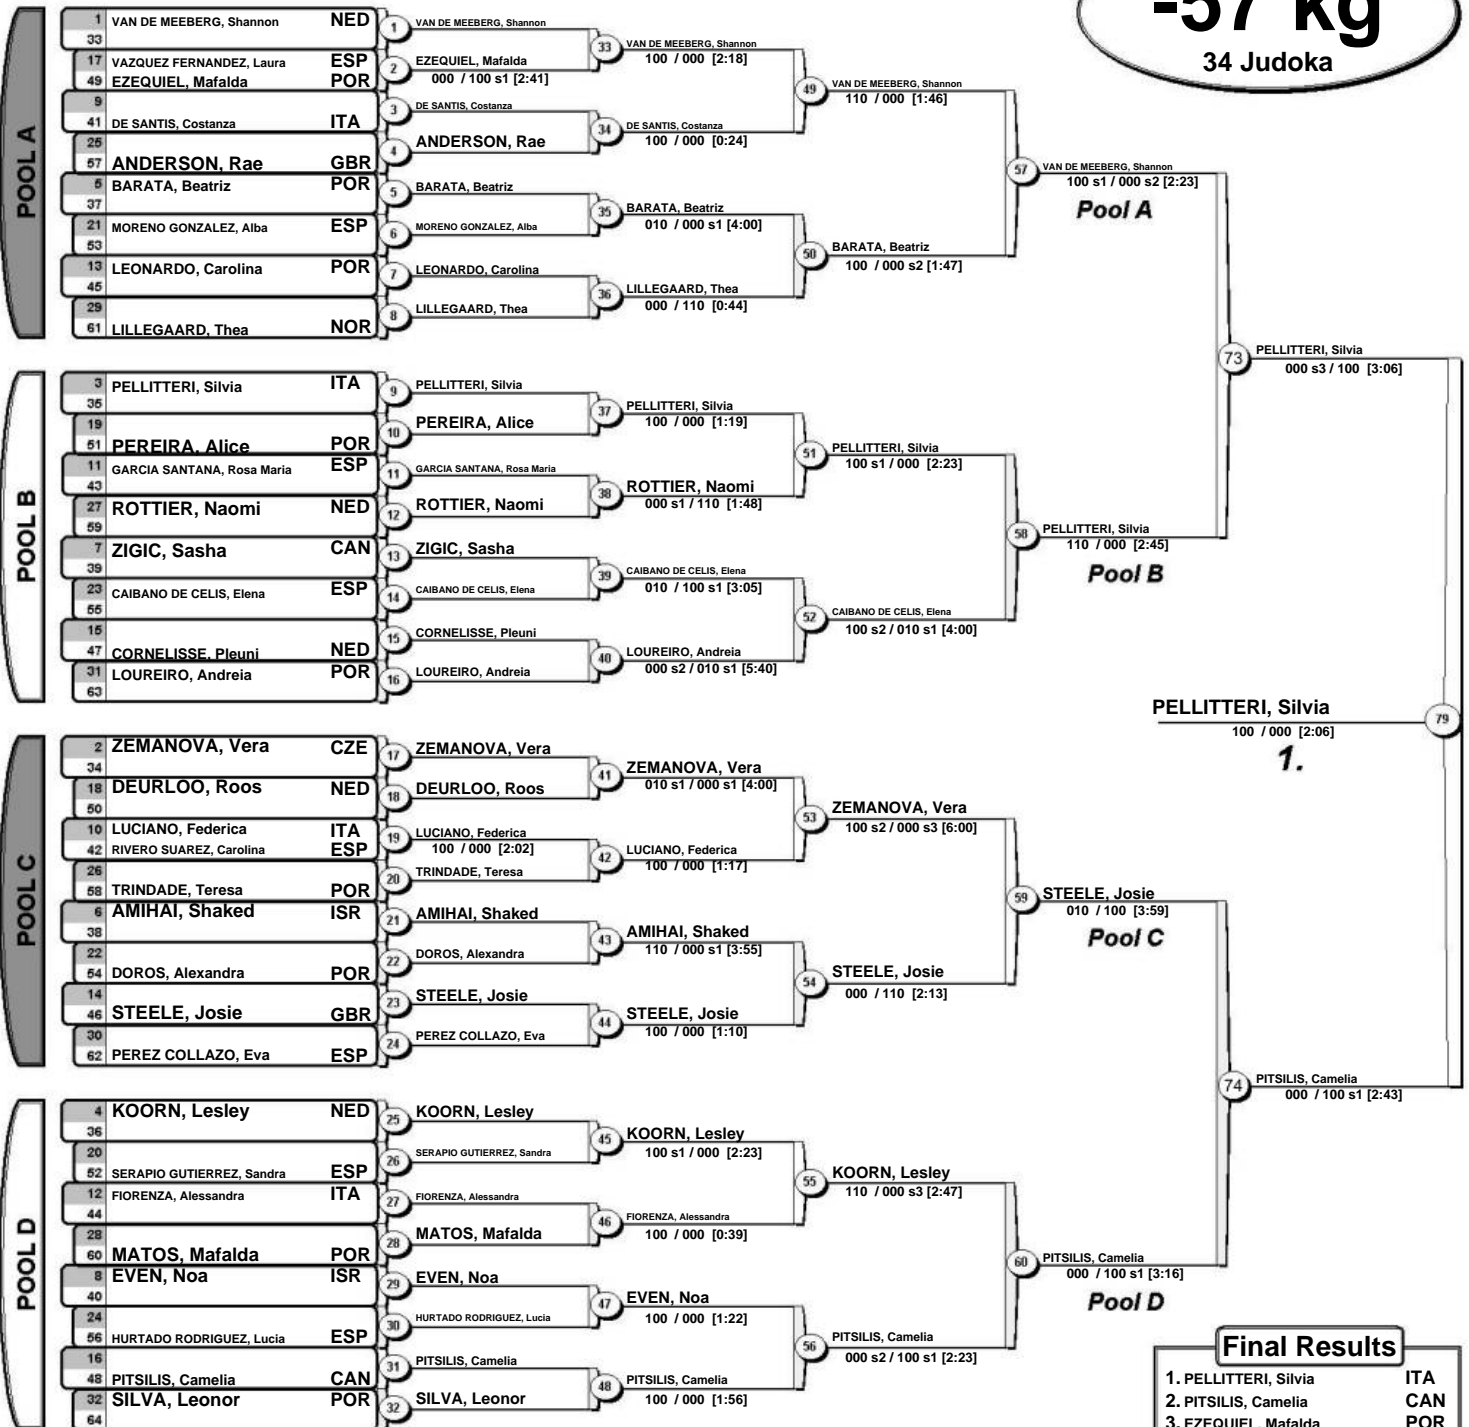 -57 kg
34 Judoka
POOL A
1 VAN DE MEEBERG, Shannon NED
33
17 VAZQUEZ FERNANDEZ, Laura ESP
49 EZEQUIEL, Mafalda POR
9
41 DE SANTIS, Costanza ITA
25
57 ANDERSON, Rae GBR
5 BARATA, Beatriz POR
37
21 MORENO GONZALEZ, Alba ESP
53
13 LEONARDO, Carolina POR
45
29
61 LILLEGAARD, Thea NOR
1 VAN DE MEEBERG, Shannon
2 EZEQUIEL, Mafalda
000 / 100 s1 [2:41]
3 DE SANTIS, Costanza
4 ANDERSON, Rae
5 BARATA, Beatriz
6 MORENO GONZALEZ, Alba
7 LEONARDO, Carolina
8 LILLEGAARD, Thea
33 VAN DE MEEBERG, Shannon
100 / 000 [2:18]
34 DE SANTIS, Costanza
100 / 000 [0:24]
35 BARATA, Beatriz
010 / 000 s1 [4:00]
36 LILLEGAARD, Thea
000 / 110 [0:44]
49 VAN DE MEEBERG, Shannon
110 / 000 [1:46]
50 BARATA, Beatriz
100 / 000 s2 [1:47]
57 VAN DE MEEBERG, Shannon
100 s1 / 000 s2 [2:23]
Pool A
POOL B
3 PELLITTERI, Silvia ITA
35
19
51 PEREIRA, Alice POR
11 GARCIA SANTANA, Rosa Maria ESP
43
27 ROTTIER, Naomi NED
59
7 ZIGIC, Sasha CAN
39
23 CAIBANO DE CELIS, Elena ESP
55
15
47 CORNELISSE, Pleuni NED
31 LOUREIRO, Andreia POR
63
9 PELLITTERI, Silvia
10 PEREIRA, Alice
11 GARCIA SANTANA, Rosa Maria
12 ROTTIER, Naomi
13 ZIGIC, Sasha
14 CAIBANO DE CELIS, Elena
15 CORNELISSE, Pleuni
16 LOUREIRO, Andreia
37 PELLITTERI, Silvia
100 / 000 [1:19]
38 ROTTIER, Naomi
000 s1 / 110 [1:48]
39 CAIBANO DE CELIS, Elena
010 / 100 s1 [3:05]
40 LOUREIRO, Andreia
000 s2 / 010 s1 [5:40]
51 PELLITTERI, Silvia
100 s1 / 000 [2:23]
52 CAIBANO DE CELIS, Elena
100 s2 / 010 s1 [4:00]
58 PELLITTERI, Silvia
110 / 000 [2:45]
Pool B
73 PELLITTERI, Silvia
000 s3 / 100 [3:06]
PELLITTERI, Silvia 79
100 / 000 [2:06]
1.
POOL C
2 ZEMANOVA, Vera CZE
34
18 DEURLOO, Roos NED
50
10 LUCIANO, Federica ITA
42 RIVERO SUAREZ, Carolina ESP
26
58 TRINDADE, Teresa POR
6 AMIHAI, Shaked ISR
38
22
54 DOROS, Alexandra POR
14
46 STEELE, Josie GBR
30
62 PEREZ COLLAZO, Eva ESP
17 ZEMANOVA, Vera
18 DEURLOO, Roos
19 LUCIANO, Federica
100 / 000 [2:02]
20 TRINDADE, Teresa
21 AMIHAI, Shaked
22 DOROS, Alexandra
23 STEELE, Josie
24 PEREZ COLLAZO, Eva
41 ZEMANOVA, Vera
010 s1 / 000 s1 [4:00]
42 LUCIANO, Federica
100 / 000 [1:17]
43 AMIHAI, Shaked
110 / 000 s1 [3:55]
44 STEELE, Josie
100 / 000 [1:10]
53 ZEMANOVA, Vera
100 s2 / 000 s3 [6:00]
54 STEELE, Josie
000 / 110 [2:13]
59 STEELE, Josie
010 / 100 [3:59]
Pool C
74 PITSILIS, Camelia
000 / 100 s1 [2:43]
POOL D
4 KOORN, Lesley NED
36
20
52 SERAPIO GUTIERREZ, Sandra ESP
12 FIORENZA, Alessandra ITA
44
28
60 MATOS, Mafalda POR
8 EVEN, Noa ISR
40
24
56 HURTADO RODRIGUEZ, Lucia ESP
16
48 PITSILIS, Camelia CAN
32 SILVA, Leonor POR
64
25 KOORN, Lesley
26 SERAPIO GUTIERREZ, Sandra
27 FIORENZA, Alessandra
28 MATOS, Mafalda
29 EVEN, Noa
30 HURTADO RODRIGUEZ, Lucia
31 PITSILIS, Camelia
32 SILVA, Leonor
45 KOORN, Lesley
100 s1 / 000 [2:23]
46 FIORENZA, Alessandra
100 / 000 [0:39]
47 EVEN, Noa
100 / 000 [1:22]
48 PITSILIS, Camelia
100 / 000 [1:56]
55 KOORN, Lesley
110 / 000 s3 [2:47]
56 PITSILIS, Camelia
000 s2 / 100 s1 [2:23]
60 PITSILIS, Camelia
000 / 100 s1 [3:16]
Pool D
Final Results
1. PELLITTERI, Silvia ITA
2. PITSILIS, Camelia CAN
3. EZEQUIEL, Mafalda POR